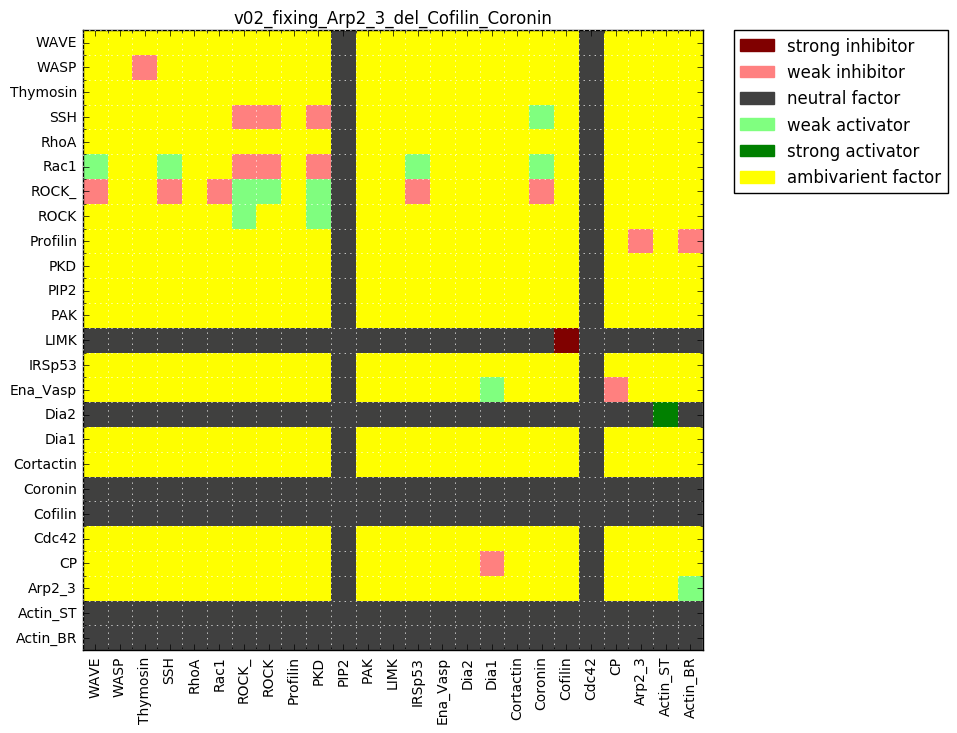 v02_fixing_Arp2_3_del_Cofilin_Coronin
WAVE
WASP
Thymosin
SSH
RhoA
Rac1
ROCK_
ROCK
Profilin
PKD
PIP2
PAK
LIMK
IRSp53
Ena_Vasp
Dia2
Dia1
Cortactin
Coronin
Cofilin
Cdc42
CP
Arp2_3
Actin_ST
Actin_BR
WAVE
WASP
Thymosin
SSH
RhoA
Rac1
ROCK_
ROCK
Profilin
PKD
PIP2
PAK
LIMK
IRSp53
Ena_Vasp
Dia2
Dia1
Cortactin
Coronin
Cofilin
Cdc42
CP
Arp2_3
Actin_ST
Actin_BR
strong inhibitor
weak inhibitor
neutral factor
weak activator
strong activator
ambivarient factor